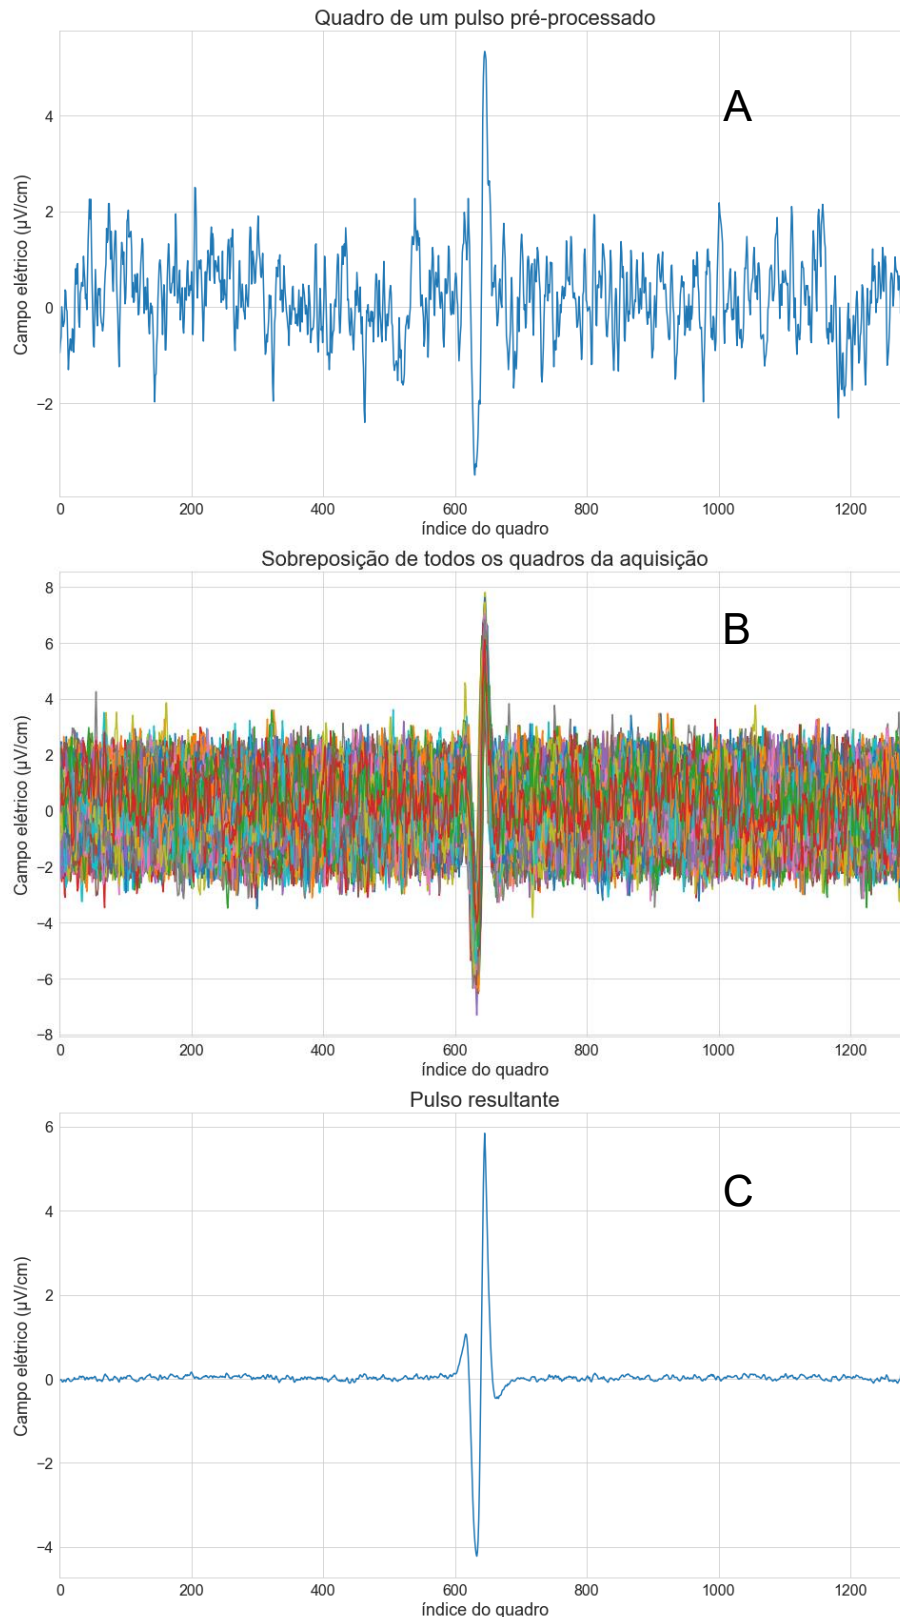 Quadro de um pulso pré-processado
A
Campo elétrico (µV/cm)
4
2
0
−2
0 200 400 600 800 1000 1200
índice do quadro
Sobreposição de todos os quadros da aquisição
B
Campo elétrico (µV/cm)
8
6
4
2
0
−2
−4
−6
−8
0 200 400 600 800 1000 1200
índice do quadro
Pulso resultante
C
Campo elétrico (µV/cm)
6
4
2
0
−2
−4
0 200 400 600 800 1000 1200
índice do quadro